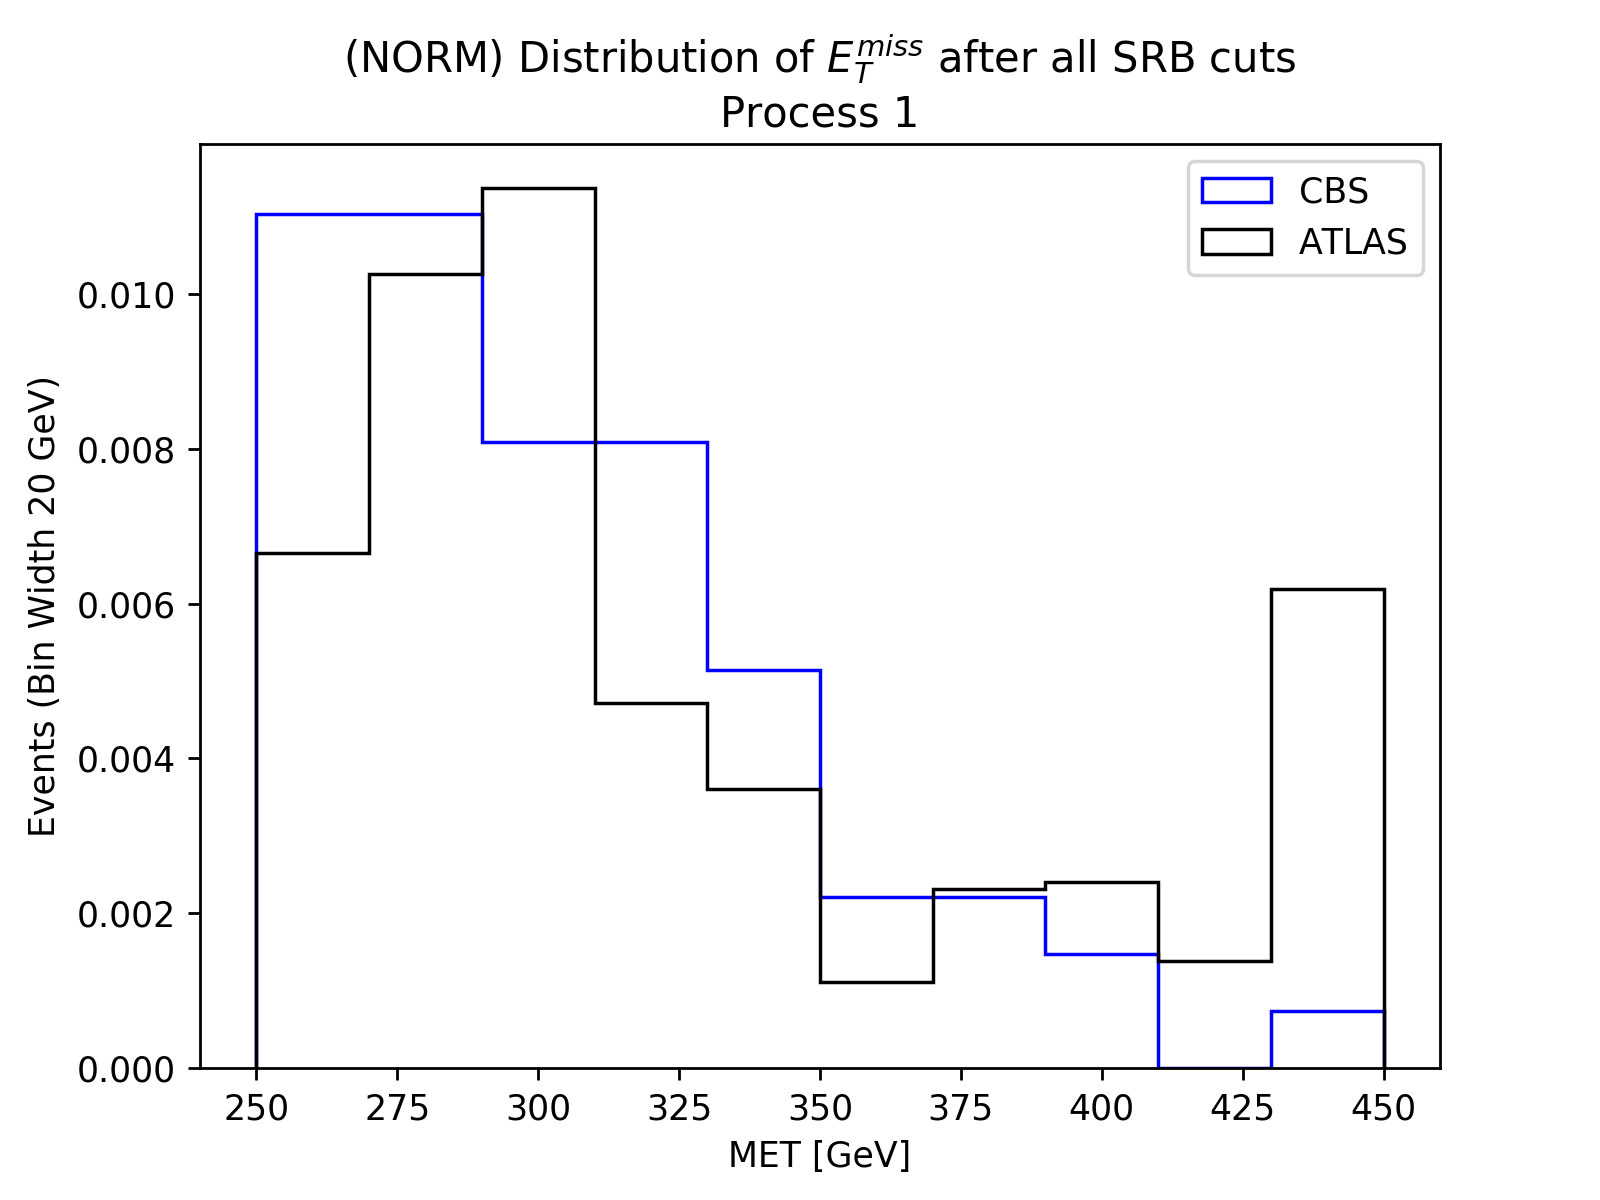 (NORM) Distribution of $E_T^{miss}$ after all SRB cuts
Process 1
CBS
ATLAS
Events (Bin Width 20 GeV)
0.010
0.008
0.006
0.004
0.002
0.000
250 275 300 325 350 375 400 425 450
MET [GeV]